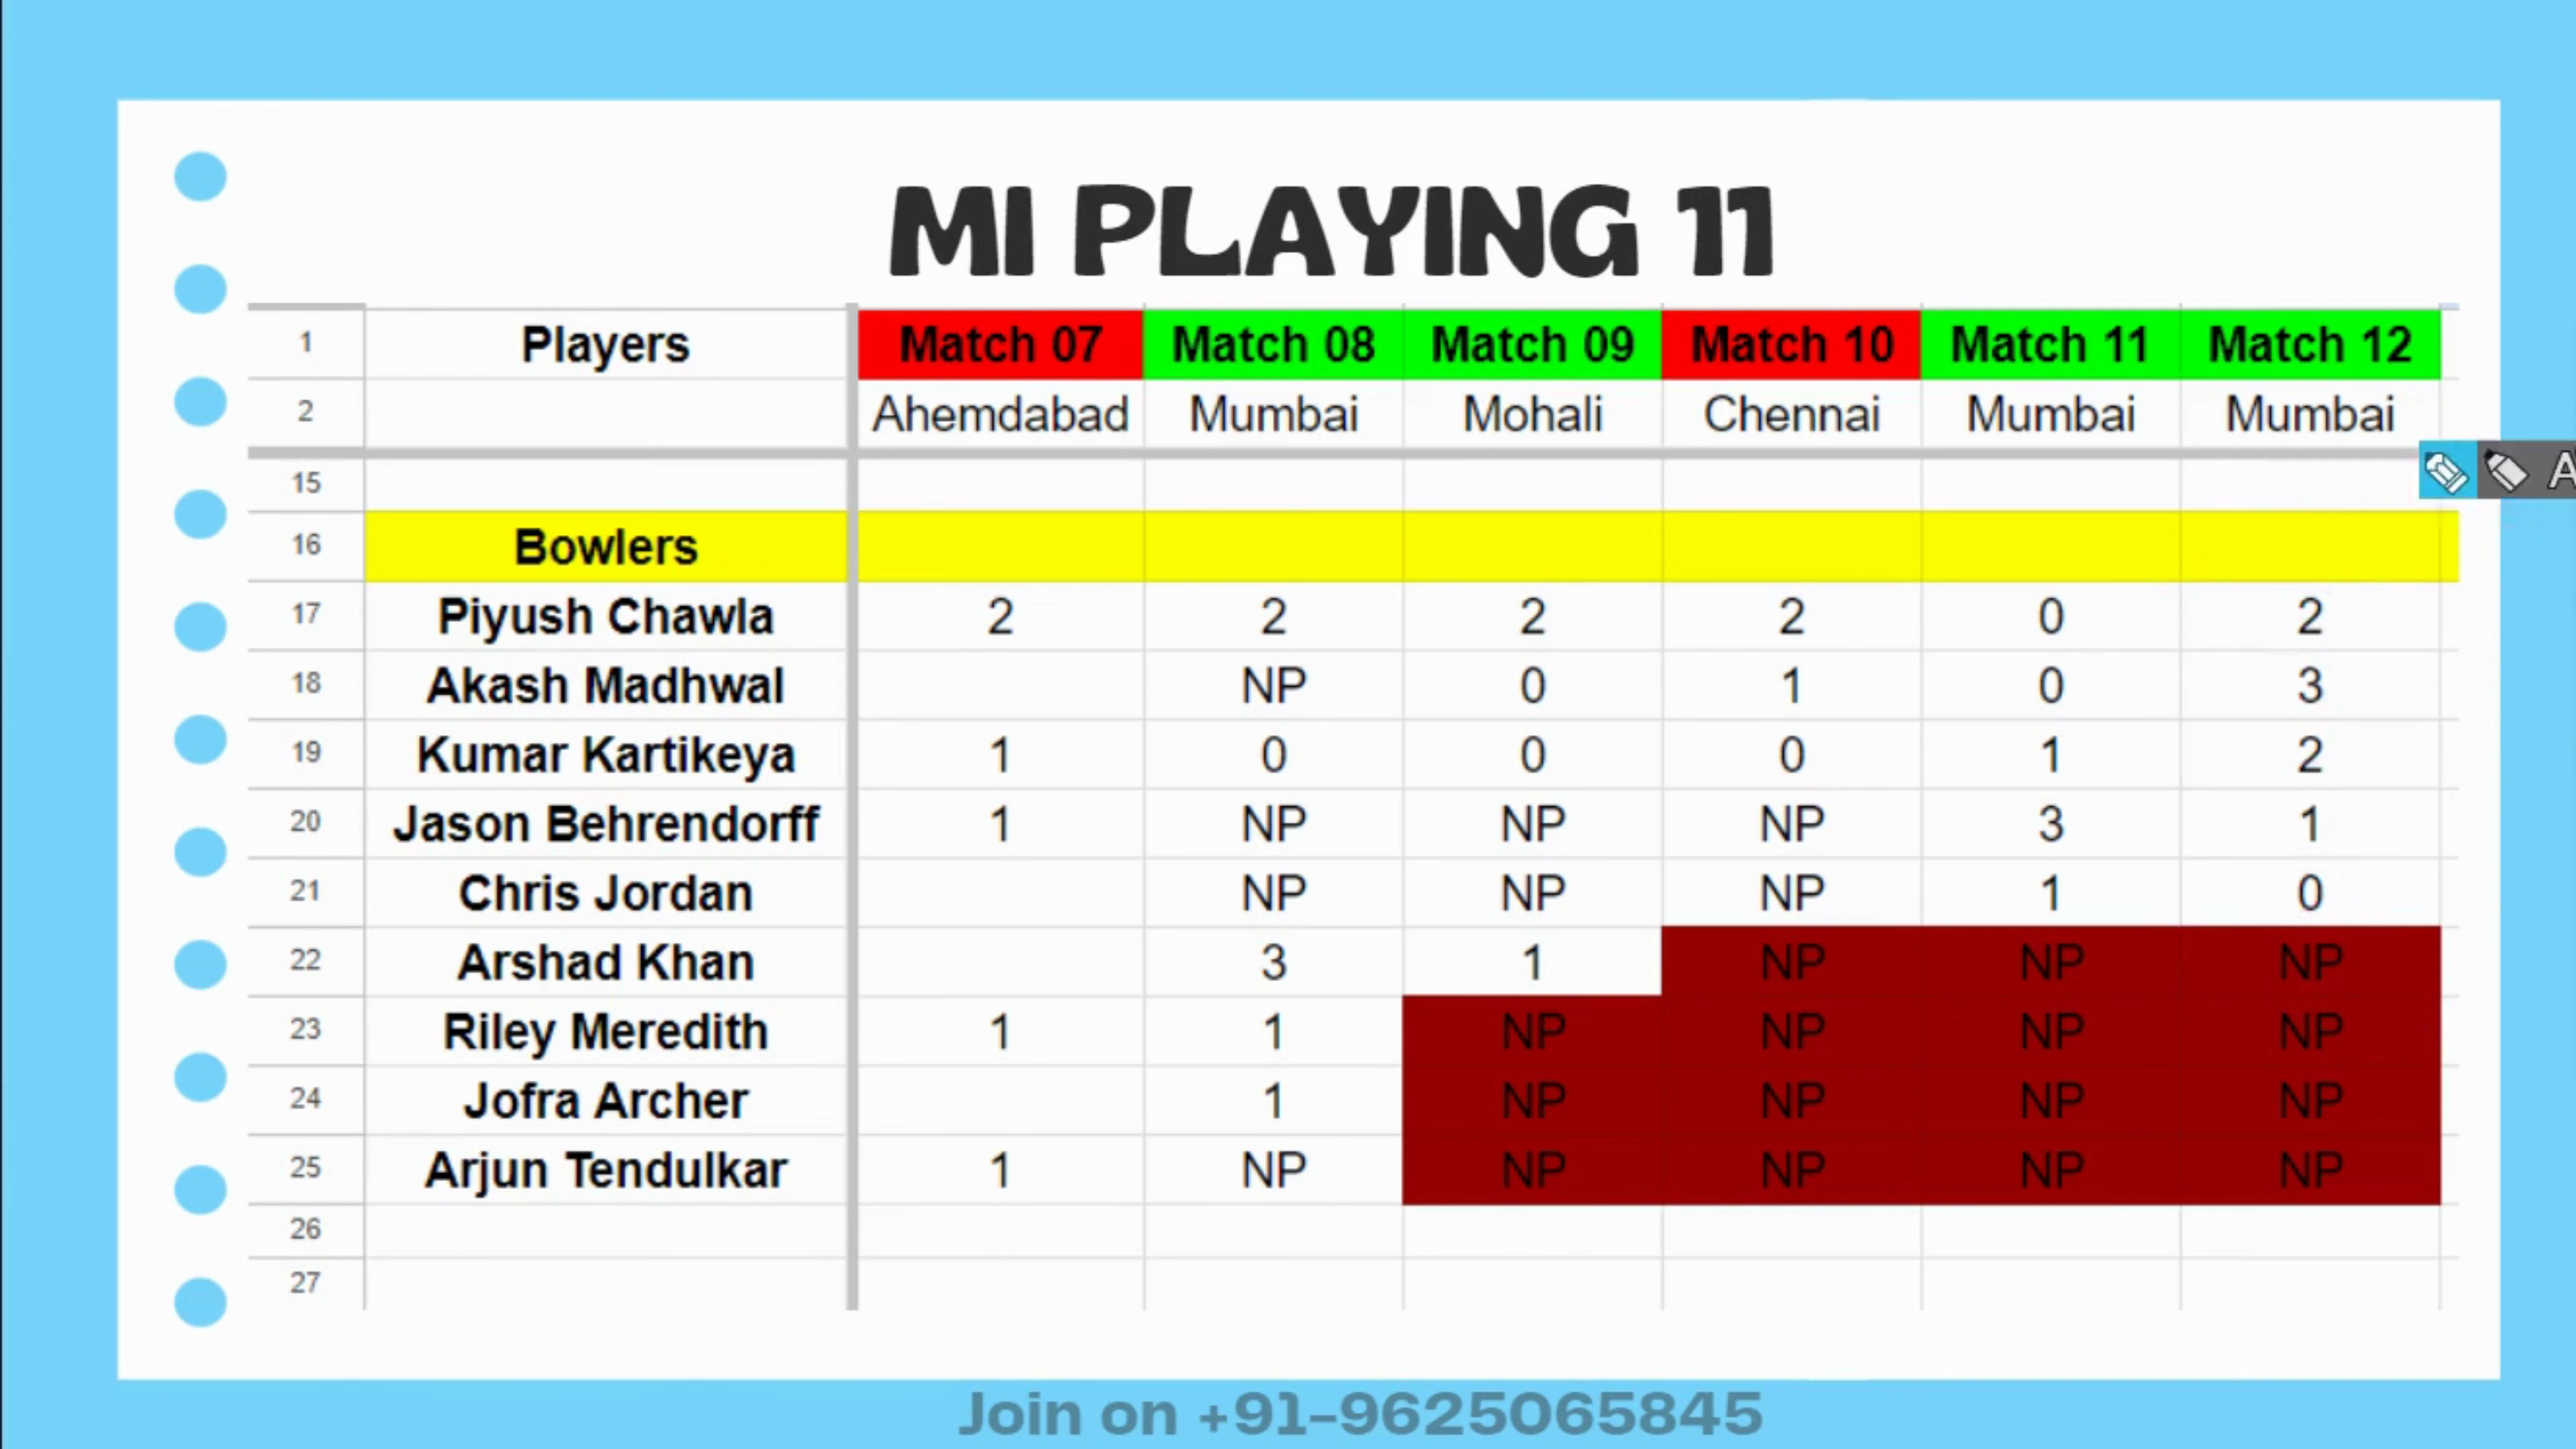 MI PLAYING 11
1 Players Match 07 Match 08 Match 09 Match 10 Match 11 Match 12
2 Ahemdabad Mumbai Mohali Chennai Mumbai Mumbai
15
16 Bowlers
17 Piyush Chawla 2 2 2 2 0 2
18 Akash Madhwal NP 0 1 0 3
19 Kumar Kartikeya 1 0 0 0 1 2
20 Jason Behrendorff 1 NP NP NP 3 1
21 Chris Jordan NP NP NP 1 0
22 Arshad Khan 3 1 NP NP NP
23 Riley Meredith 1 1 NP NP NP NP
24 Jofra Archer 1 NP NP NP NP
25 Arjun Tendulkar 1 NP NP NP NP NP
26
27
A
Join on +91-9625065845